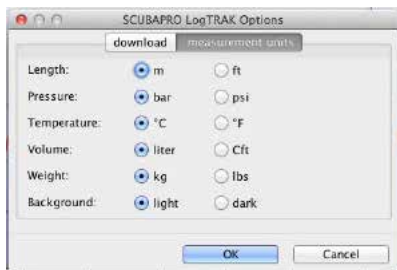 SCUBAPRO LogTRAK Options
download measurement units
Length: m ft
Pressure: bar psi
Temperature: °C °F
Volume: liter Cft
Weight: kg lbs
Background: light dark
OK Cancel